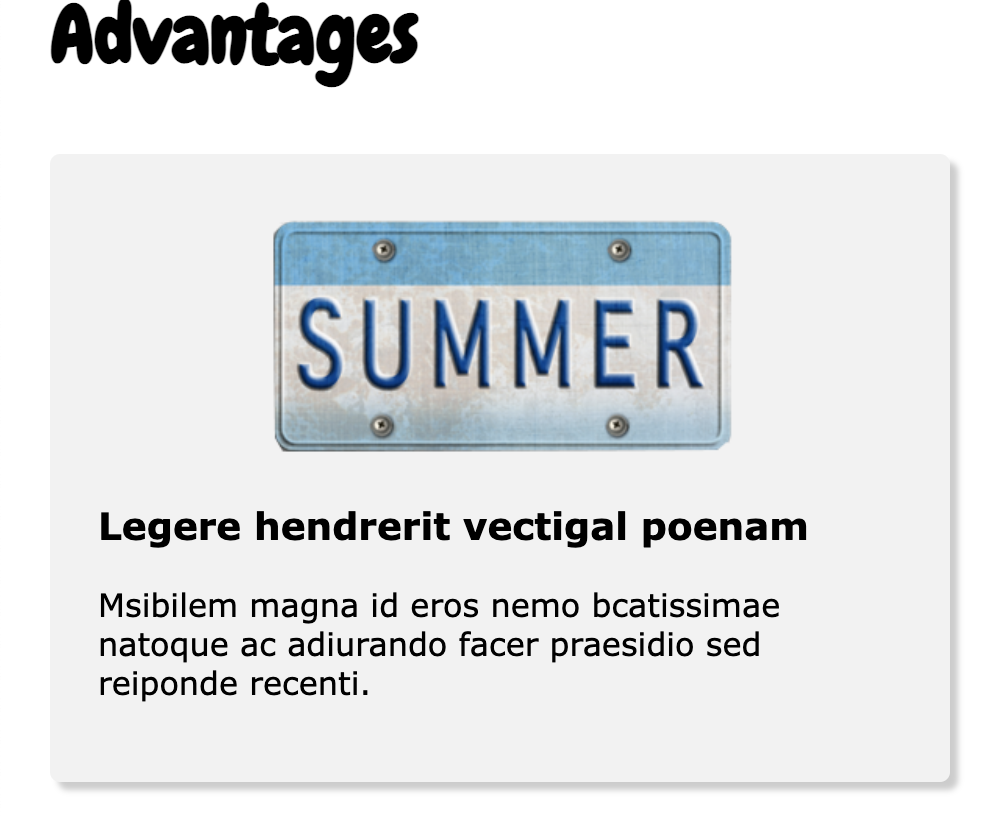 Advantages
SUMMER
Legere hendrerit vectigal poenam
Msibilem magna id eros nemo bcatissimae
natoque ac adiurando facer praesidio sed
reiponde recenti.